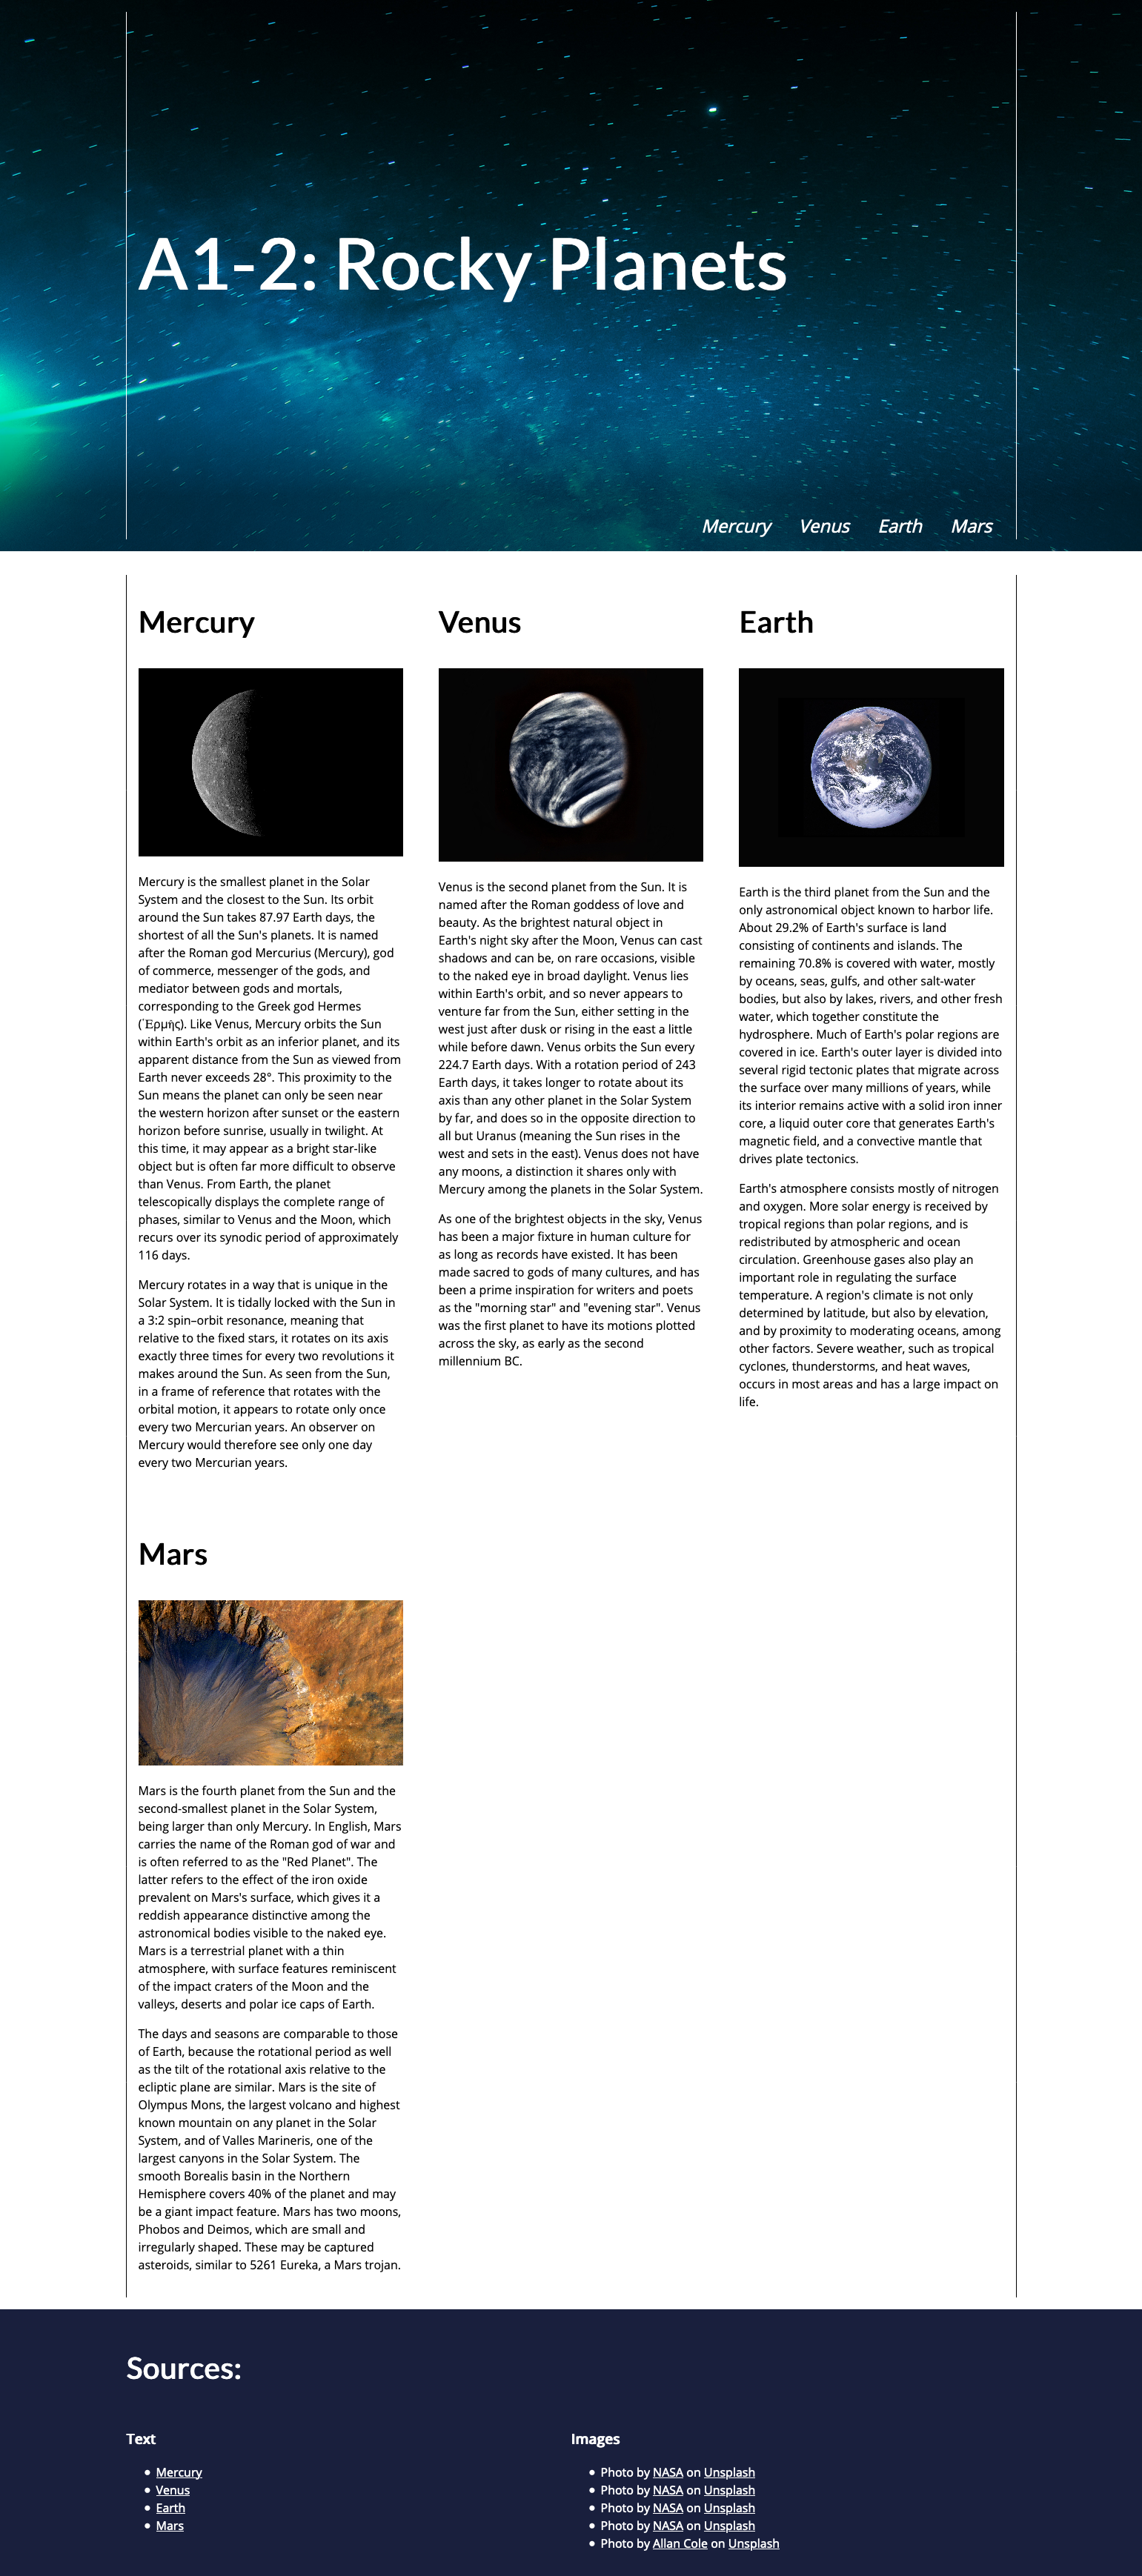 A1-2: Rocky Planets
Mercury Venus Earth Mars
Mercury
Mercury is the smallest planet in the Solar
System and the closest to the Sun. Its orbit
around the Sun takes 87.97 Earth days, the
shortest of all the Sun's planets. It is named
after the Roman god Mercurius (Mercury), god
of commerce, messenger of the gods, and
mediator between gods and mortals,
corresponding to the Greek god Hermes
(Ἑρμῆς). Like Venus, Mercury orbits the Sun
within Earth's orbit as an inferior planet, and its
apparent distance from the Sun as viewed from
Earth never exceeds 28°. This proximity to the
Sun means the planet can only be seen near
the western horizon after sunset or the eastern
horizon before sunrise, usually in twilight. At
this time, it may appear as a bright star-like
object but is often far more difficult to observe
than Venus. From Earth, the planet
telescopically displays the complete range of
phases, similar to Venus and the Moon, which
recurs over its synodic period of approximately
116 days.
Mercury rotates in a way that is unique in the
Solar System. It is tidally locked with the Sun in
a 3:2 spin–orbit resonance, meaning that
relative to the fixed stars, it rotates on its axis
exactly three times for every two revolutions it
makes around the Sun. As seen from the Sun,
in a frame of reference that rotates with the
orbital motion, it appears to rotate only once
every two Mercurian years. An observer on
Mercury would therefore see only one day
every two Mercurian years.
Venus
Venus is the second planet from the Sun. It is
named after the Roman goddess of love and
beauty. As the brightest natural object in
Earth's night sky after the Moon, Venus can cast
shadows and can be, on rare occasions, visible
to the naked eye in broad daylight. Venus lies
within Earth's orbit, and so never appears to
venture far from the Sun, either setting in the
west just after dusk or rising in the east a little
while before dawn. Venus orbits the Sun every
224.7 Earth days. With a rotation period of 243
Earth days, it takes longer to rotate about its
axis than any other planet in the Solar System
by far, and does so in the opposite direction to
all but Uranus (meaning the Sun rises in the
west and sets in the east). Venus does not have
any moons, a distinction it shares only with
Mercury among the planets in the Solar System.
As one of the brightest objects in the sky, Venus
has been a major fixture in human culture for
as long as records have existed. It has been
made sacred to gods of many cultures, and has
been a prime inspiration for writers and poets
as the "morning star" and "evening star". Venus
was the first planet to have its motions plotted
across the sky, as early as the second
millennium BC.
Earth
Earth is the third planet from the Sun and the
only astronomical object known to harbor life.
About 29.2% of Earth's surface is land
consisting of continents and islands. The
remaining 70.8% is covered with water, mostly
by oceans, seas, gulfs, and other salt-water
bodies, but also by lakes, rivers, and other fresh
water, which together constitute the
hydrosphere. Much of Earth's polar regions are
covered in ice. Earth's outer layer is divided into
several rigid tectonic plates that migrate across
the surface over many millions of years, while
its interior remains active with a solid iron inner
core, a liquid outer core that generates Earth's
magnetic field, and a convective mantle that
drives plate tectonics.
Earth's atmosphere consists mostly of nitrogen
and oxygen. More solar energy is received by
tropical regions than polar regions, and is
redistributed by atmospheric and ocean
circulation. Greenhouse gases also play an
important role in regulating the surface
temperature. A region's climate is not only
determined by latitude, but also by elevation,
and by proximity to moderating oceans, among
other factors. Severe weather, such as tropical
cyclones, thunderstorms, and heat waves,
occurs in most areas and has a large impact on
life.
Mars
Mars is the fourth planet from the Sun and the
second-smallest planet in the Solar System,
being larger than only Mercury. In English, Mars
carries the name of the Roman god of war and
is often referred to as the "Red Planet". The
latter refers to the effect of the iron oxide
prevalent on Mars's surface, which gives it a
reddish appearance distinctive among the
astronomical bodies visible to the naked eye.
Mars is a terrestrial planet with a thin
atmosphere, with surface features reminiscent
of the impact craters of the Moon and the
valleys, deserts and polar ice caps of Earth.
The days and seasons are comparable to those
of Earth, because the rotational period as well
as the tilt of the rotational axis relative to the
ecliptic plane are similar. Mars is the site of
Olympus Mons, the largest volcano and highest
known mountain on any planet in the Solar
System, and of Valles Marineris, one of the
largest canyons in the Solar System. The
smooth Borealis basin in the Northern
Hemisphere covers 40% of the planet and may
be a giant impact feature. Mars has two moons,
Phobos and Deimos, which are small and
irregularly shaped. These may be captured
asteroids, similar to 5261 Eureka, a Mars trojan.
Sources:
Text
• Mercury
• Venus
• Earth
• Mars
Images
• Photo by NASA on Unsplash
• Photo by NASA on Unsplash
• Photo by NASA on Unsplash
• Photo by NASA on Unsplash
• Photo by Allan Cole on Unsplash